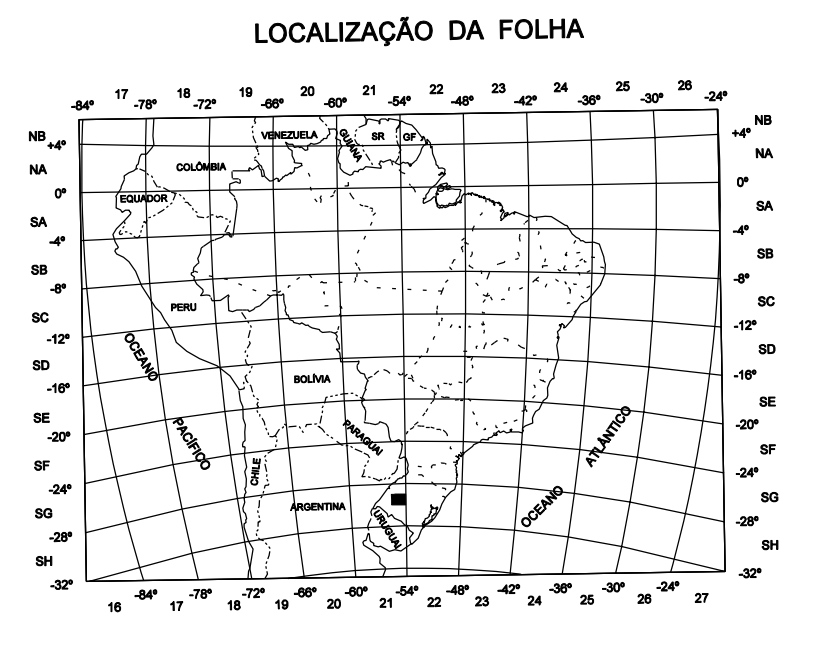 LOCALIZAÇÃO DA FOLHA
17 18 19 20 21 22 23 24 25 26
-84° -78° -72° -66° -60° -54° -48° -42° -36° -30° -24°
NB NB
+4° +4°
VENEZUELA GUIANA SR GF
NA NA
COLÔMBIA
0° 0°
EQUADOR
SA SA
-4° -4°
SB SB
-8° -8°
PERU
SC SC
-12° -12°
OCEANO
SD SD
-16° -16°
BOLÍVIA
SE SE
-20° -20°
PACÍFICO PARAGUAI ATLÂNTICO
SF SF
CHILE
-24° -24°
ARGENTINA OCEANO
SG SG
URUGUAI
-28° -28°
SH SH
-32° -32°
-84° -78° -72° -66° -60° -54° -48° -42° -36° -30°
16 17 18 19 20 21 22 23 24 25 26 27